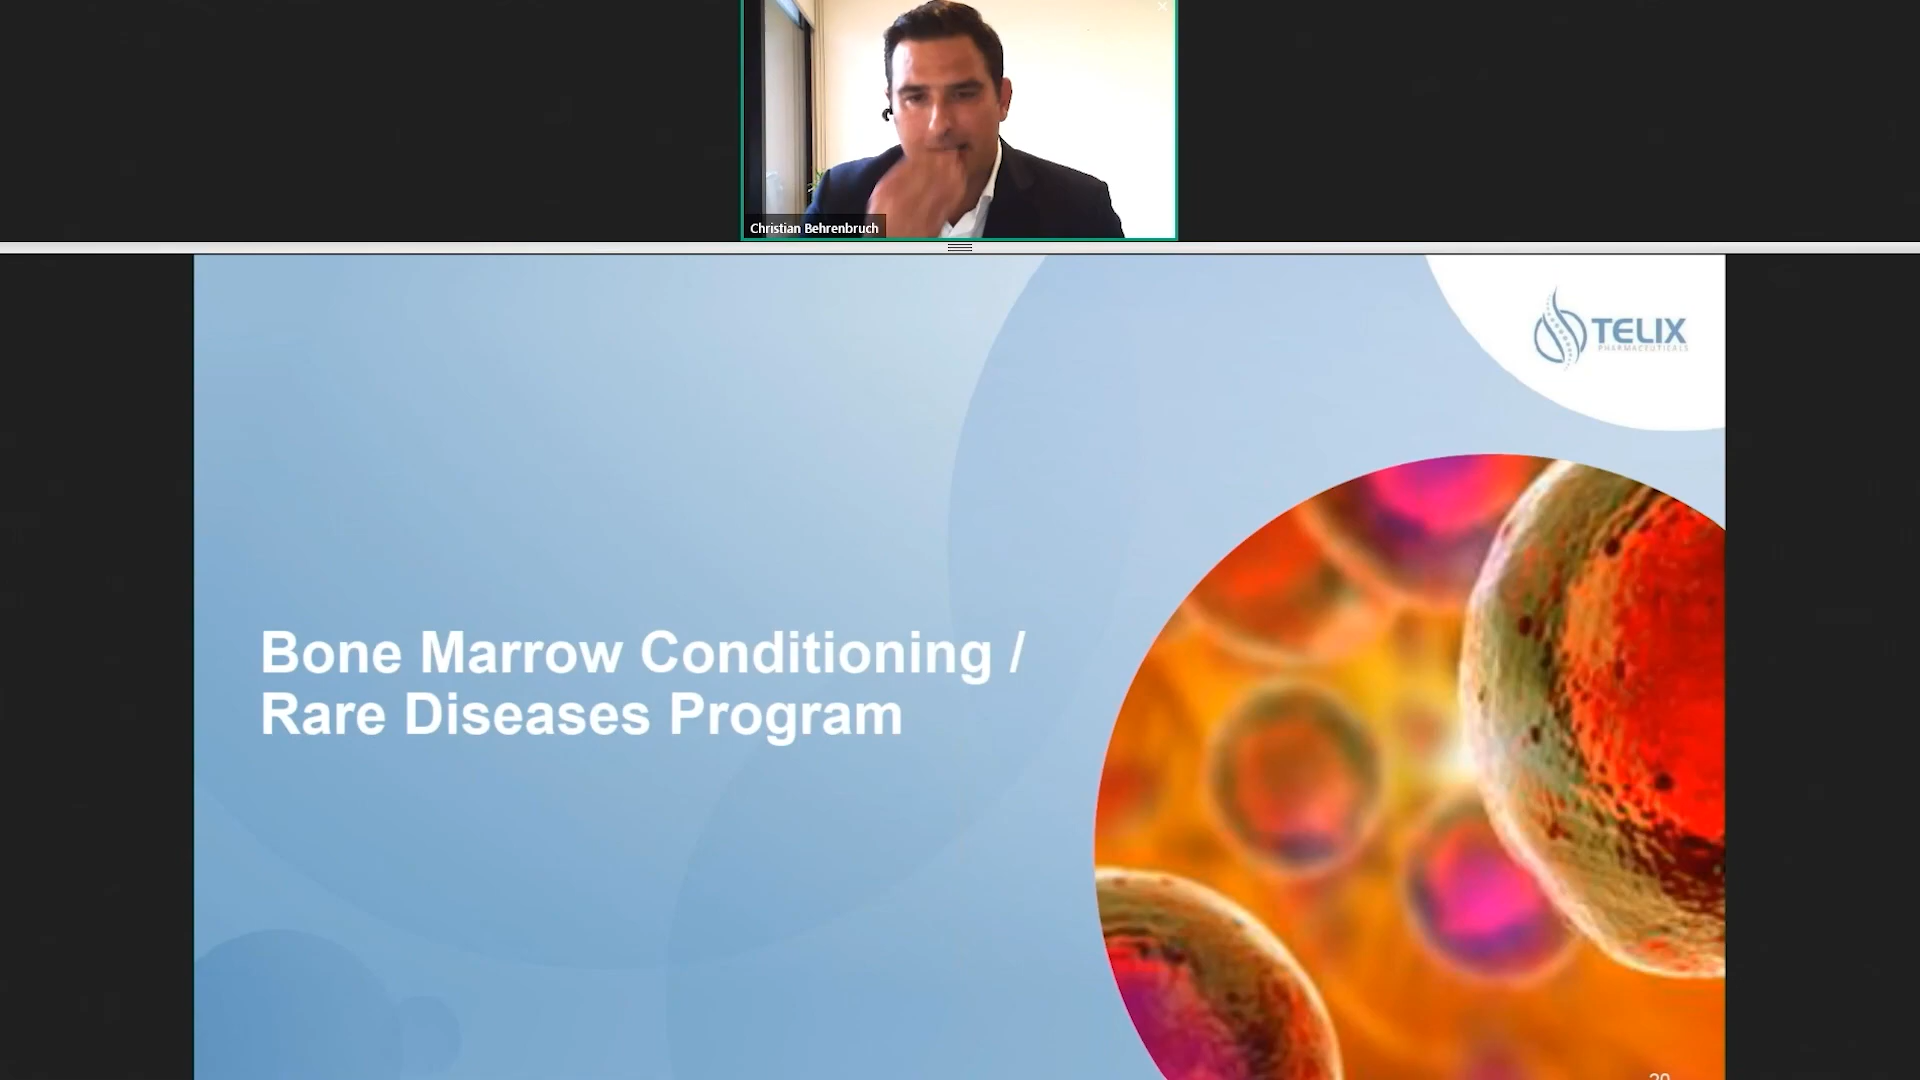 Christian Behrenbruch
TELIX
PHARMACEUTICALS
Bone Marrow Conditioning /
Rare Diseases Program